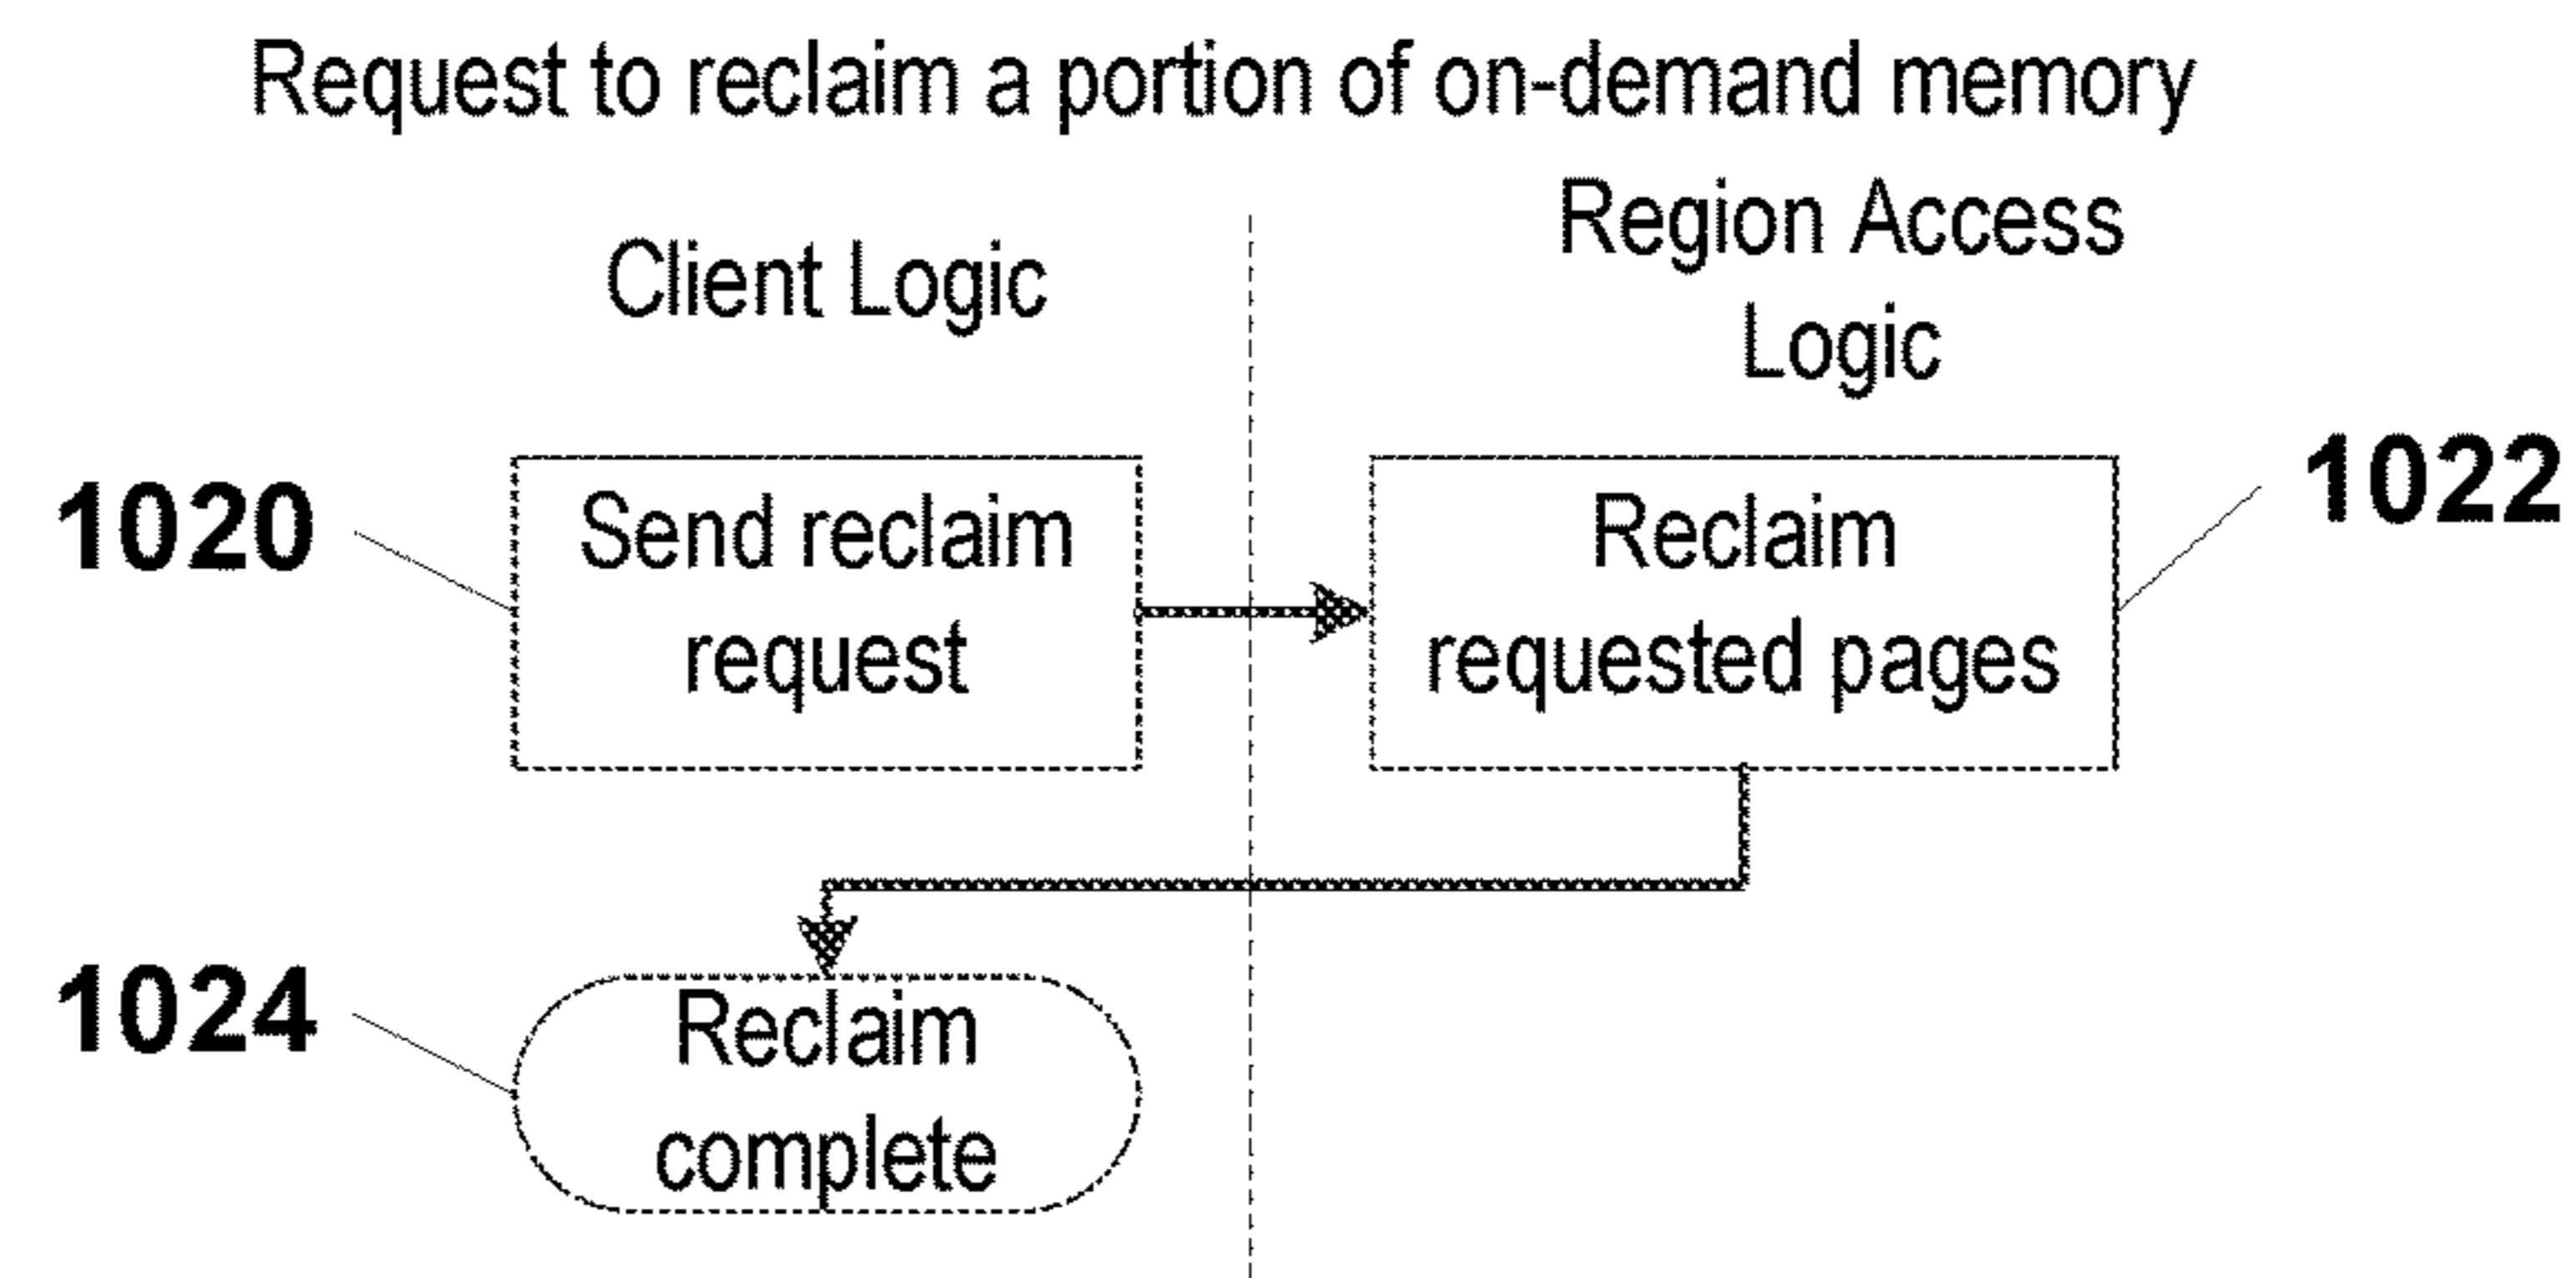 Request to reclaim a portion of on-demand memory
Client Logic
Region Access
Logic
1020
Send reclaim
request
Reclaim
requested pages
1022
1024
Reclaim
complete